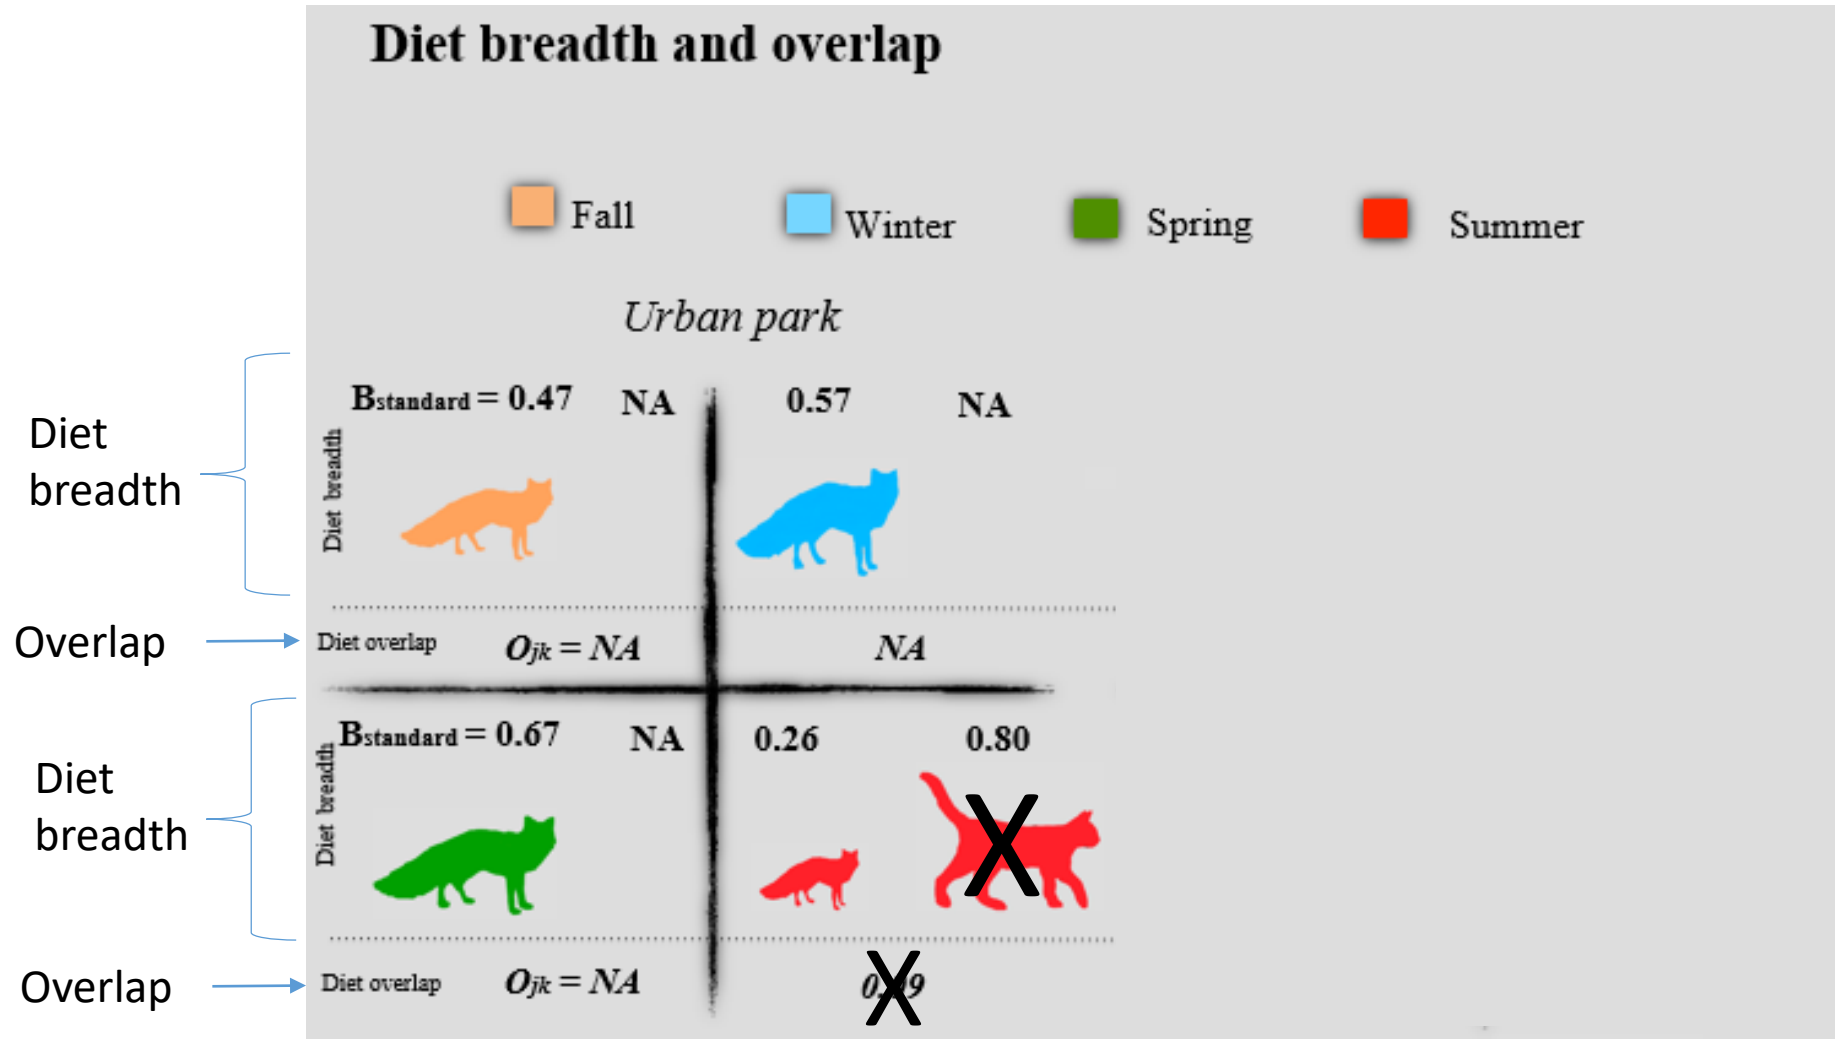 Diet breadth and overlap
Fall Winter Spring Summer
Urban park
Diet
breadth
Bstandard = 0.47 NA 0.57 NA
Diet breadth
Overlap
Diet overlap Ojk = NA NA
Diet
breadth
Bstandard = 0.67 NA 0.26 0.80
Diet breadth
X
Overlap
Diet overlap Ojk = NA
X